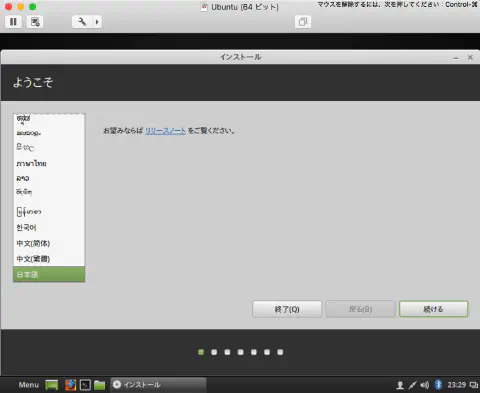 Ubuntu (64 ビット)
マウスを解除するには、次を押してください：Control-⌘
インストール
ようこそ
ಕನ್ನಡ
മലയാളം
සිංහල
ภาษาไทย
ລາວ
བོད་ཡིག
မြန်မာစာ
한국어
中文(简体)
中文(繁體)
日本語
お望みならば リリースノート をご覧ください。
終了(Q)
戻る(B)
続ける
Menu
インストール
23:29